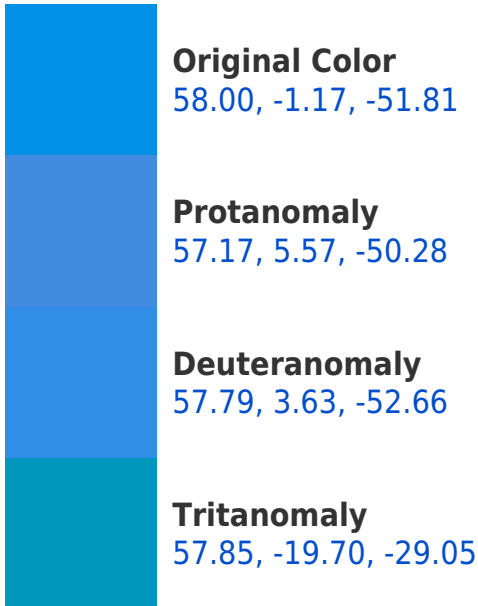 Original Color
58.00, -1.17, -51.81
Protanomaly
57.17, 5.57, -50.28
Deuteranomaly
57.79, 3.63, -52.66
Tritanomaly
57.85, -19.70, -29.05